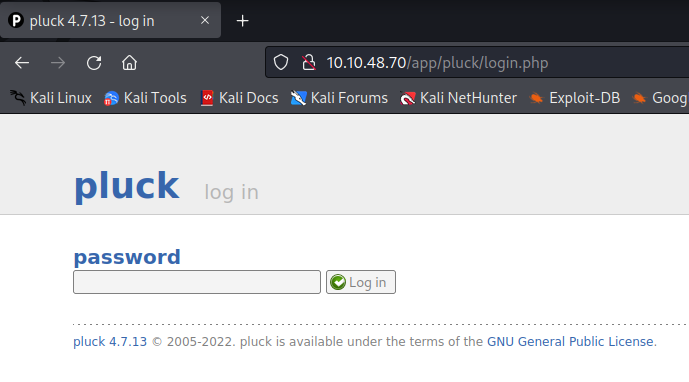 pluck 4.7.13 - log in
10.10.48.70/app/pluck/login.php
Kali Linux Kali Tools Kali Docs Kali Forums Kali NetHunter Exploit-DB Goog
pluck log in
password
Log in
pluck 4.7.13 © 2005-2022. pluck is available under the terms of the GNU General Public License.